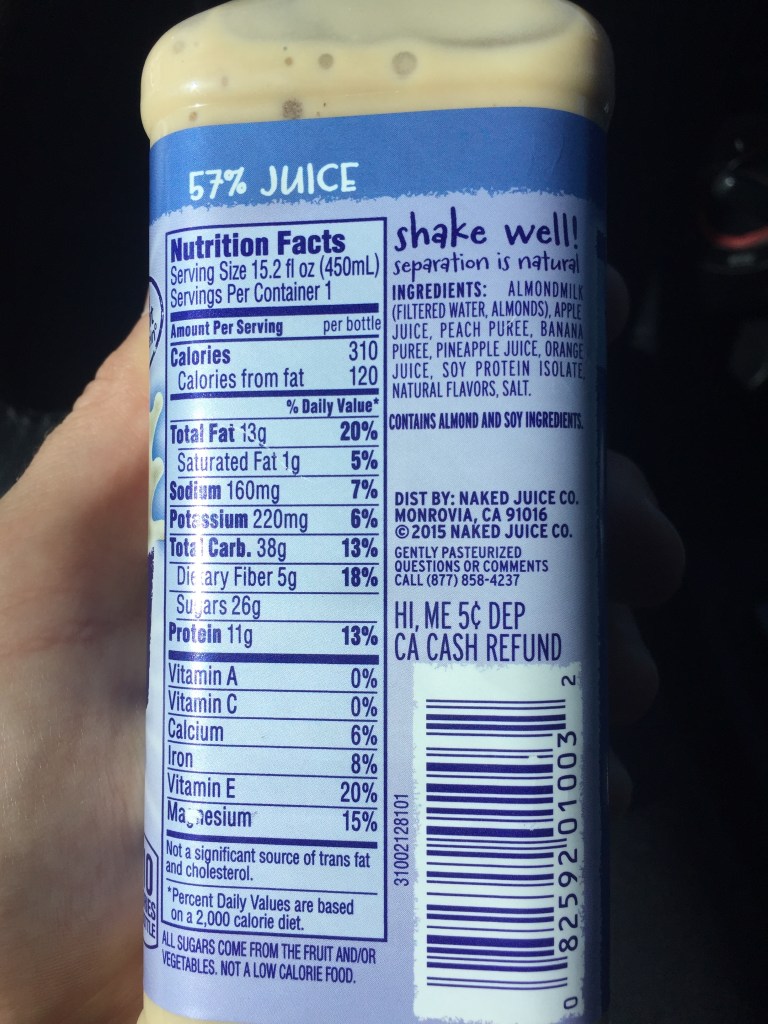 57% JUICE
Nutrition Facts
Serving Size 15.2 fl oz (450mL)
Servings Per Container 1
Amount Per Serving per bottle
Calories 310
Calories from fat 120
% Daily Value*
Total Fat 13g 20%
Saturated Fat 1g 5%
Sodium 160mg 7%
Potassium 220mg 6%
Total Carb. 38g 13%
Dietary Fiber 5g 18%
Sugars 26g
Protein 11g 13%
Vitamin A 0%
Vitamin C 0%
Calcium 6%
Iron 8%
Vitamin E 20%
Magnesium 15%
Not a significant source of trans fat
and cholesterol.
*Percent Daily Values are based
on a 2,000 calorie diet.
ALL SUGARS COME FROM THE FRUIT AND/OR
VEGETABLES. NOT A LOW CALORIE FOOD.
shake well!
separation is natural
INGREDIENTS: ALMONDMILK
(FILTERED WATER, ALMONDS), APPLE
JUICE, PEACH PUREE, BANANA
PUREE, PINEAPPLE JUICE, ORANGE
JUICE, SOY PROTEIN ISOLATE,
NATURAL FLAVORS, SALT.
CONTAINS ALMOND AND SOY INGREDIENTS.
DIST BY: NAKED JUICE CO.
MONROVIA, CA 91016
© 2015 NAKED JUICE CO.
GENTLY PASTEURIZED
QUESTIONS OR COMMENTS
CALL (877) 858-4237
HI, ME 5¢ DEP
CA CASH REFUND
31002128101
0 82592 01003 2